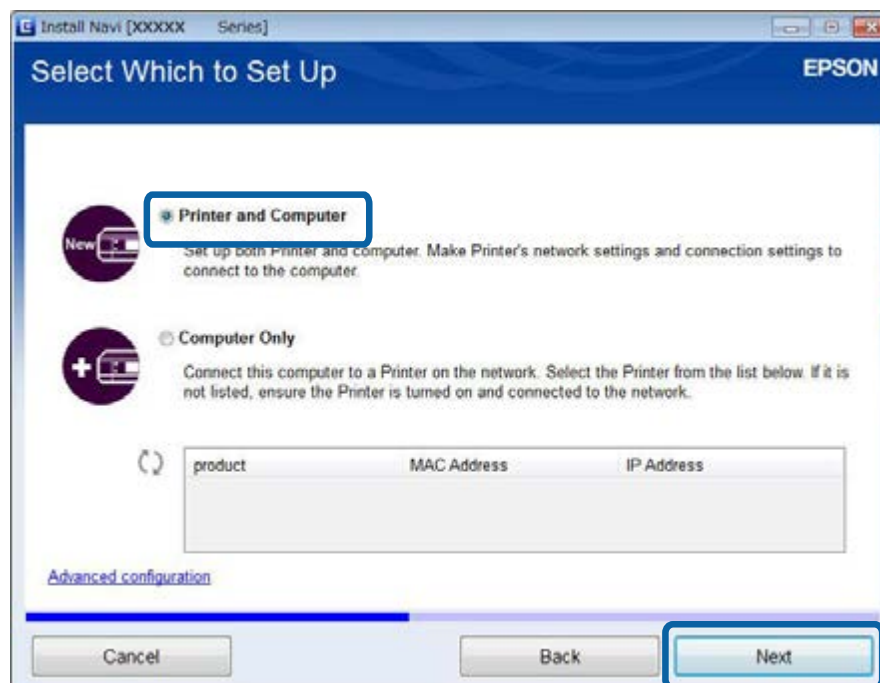 Install Navi [XXXXX Series]
Select Which to Set Up
EPSON
New
Printer and Computer
Set up both Printer and computer. Make Printer's network settings and connection settings to
connect to the computer.
Computer Only
Connect this computer to a Printer on the network. Select the Printer from the list below. If it is
not listed, ensure the Printer is turned on and connected to the network.
product MAC Address IP Address
Advanced configuration
Cancel Back Next